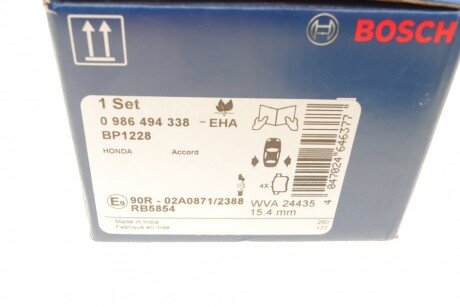 BOSCH
1 Set
0 986 494 338 -EHA
BP1228
HONDA Accord
4X
E9 90R - 02A0871/2388
RB5854
WVA 24435
15.4 mm
Made in India
Fabriqué en Inde
4 047024 646377